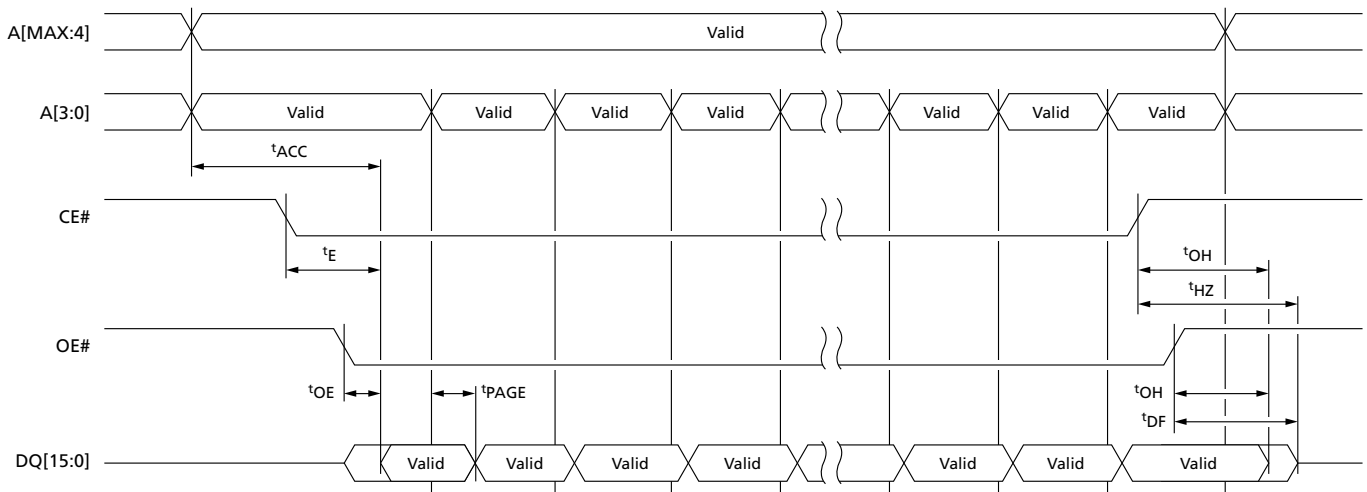 A[MAX:4]
Valid
A[3:0]
Valid Valid Valid Valid Valid Valid Valid
tACC
CE#
tE
tOH
tHZ
OE#
tOE
tPAGE
tOH
tDF
DQ[15:0]
Valid Valid Valid Valid Valid Valid Valid